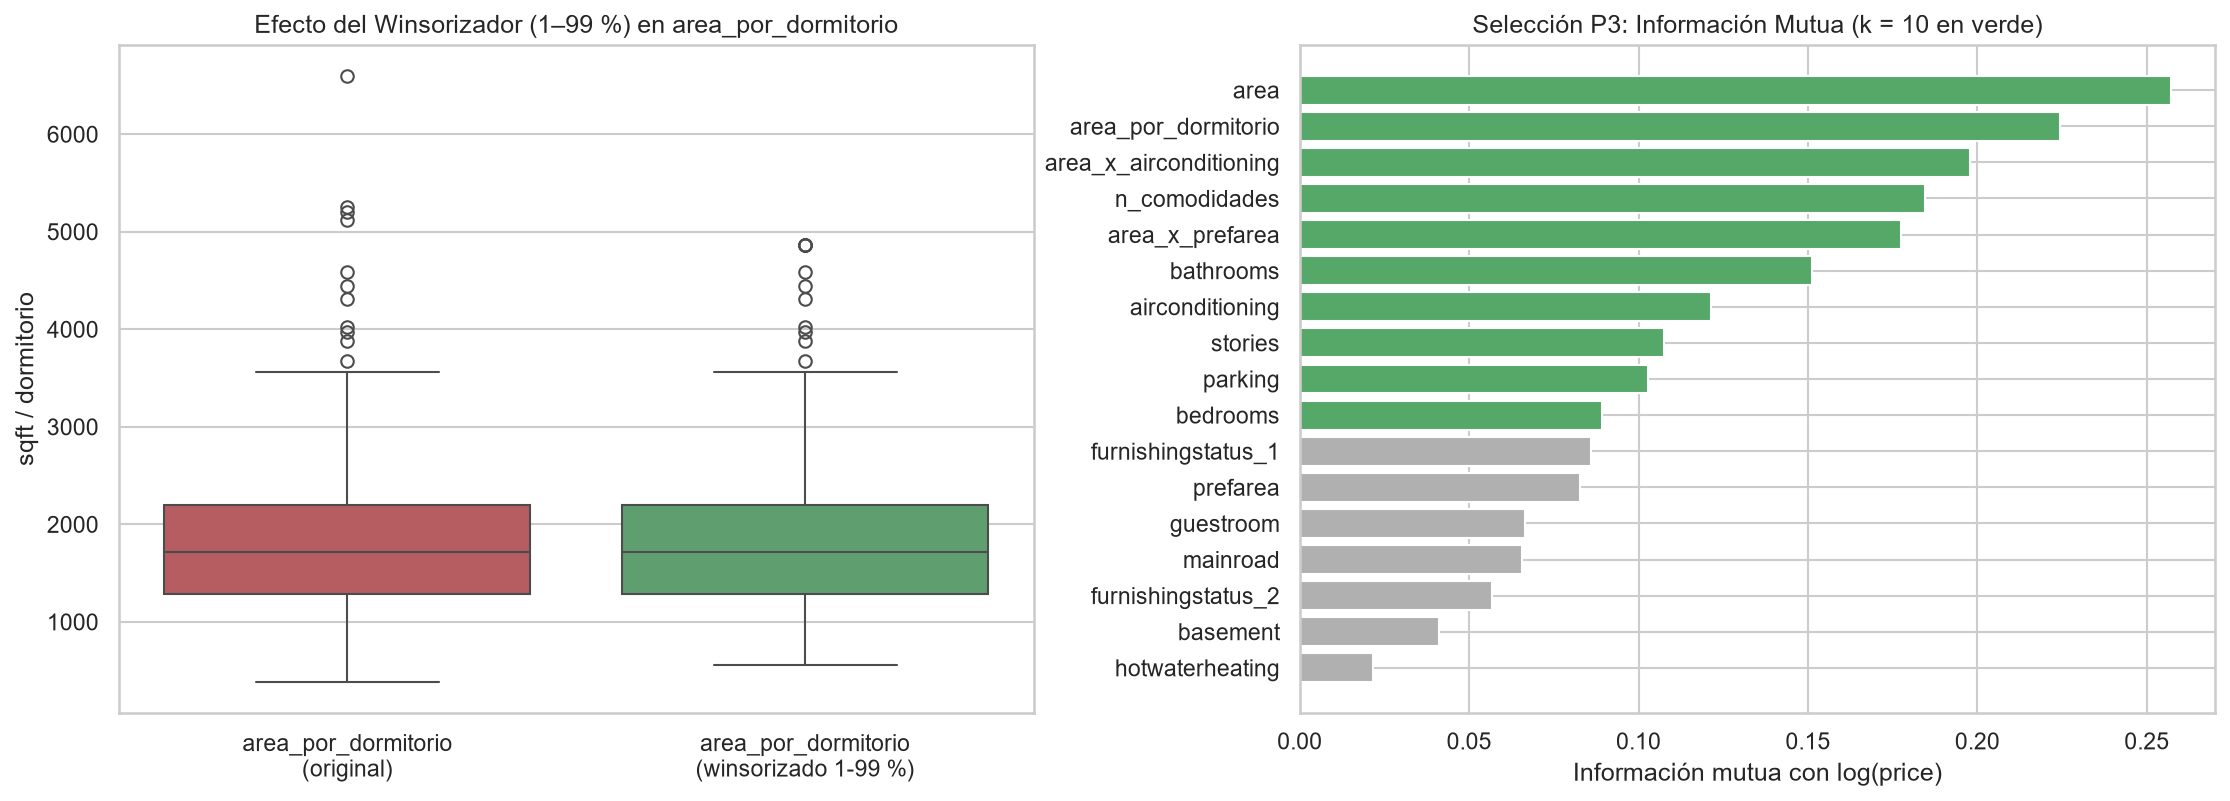 Efecto del Winsorizador (1–99 %) en area_por_dormitorio
sqft / dormitorio
6000
5000
4000
3000
2000
1000
area_por_dormitorio
(original)
area_por_dormitorio
(winsorizado 1-99 %)
Selección P3: Información Mutua (k = 10 en verde)
area
area_por_dormitorio
area_x_airconditioning
n_comodidades
area_x_prefarea
bathrooms
airconditioning
stories
parking
bedrooms
furnishingstatus_1
prefarea
guestroom
mainroad
furnishingstatus_2
basement
hotwaterheating
0.00 0.05 0.10 0.15 0.20 0.25
Información mutua con log(price)